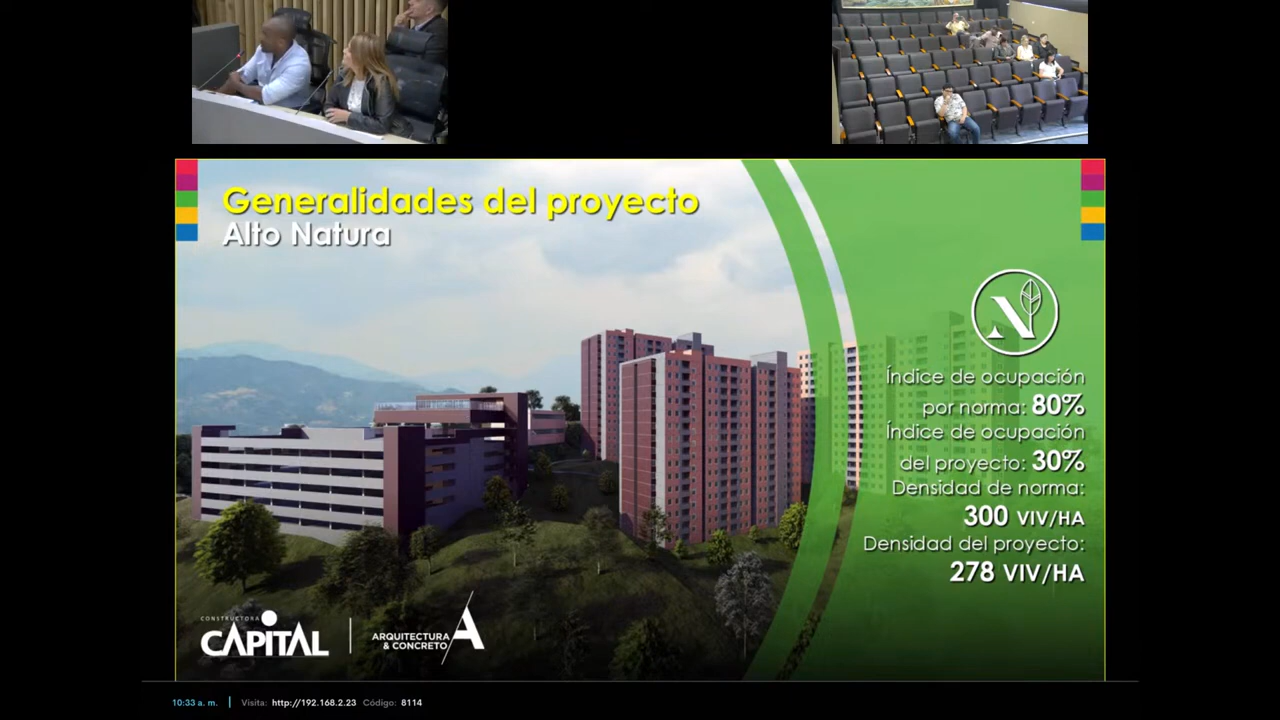 Generalidades del proyecto
Alto Natura
N
Índice de ocupación
por norma: 80%
Índice de ocupación
del proyecto: 30%
Densidad de norma:
300 VIV/HA
Densidad del proyecto:
278 VIV/HA
CONSTRUCTORA
CAPITAL
ARQUITECTURA
& CONCRETO
A
10:33 a. m. | Visita: http://192.168.2.23 Código: 8114